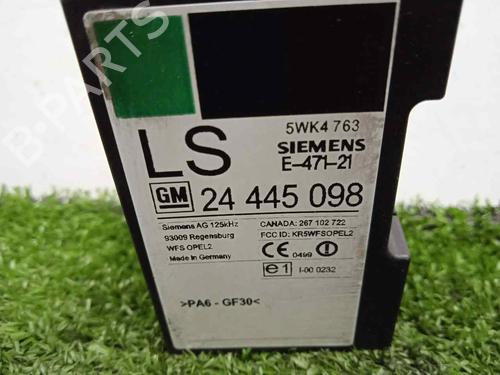 5WK4 763
LS
SIEMENS
E-471-21
GM 24 445 098
Siemens AG 125kHz
93009 Regensburg
WFS OPEL2
Made in Germany
CANADA: 267 102 722
FCC ID: KR5WFSOPEL2
CE 0499 !
e1 I-00 0232
>PA6 - GF30<
B-PARTS